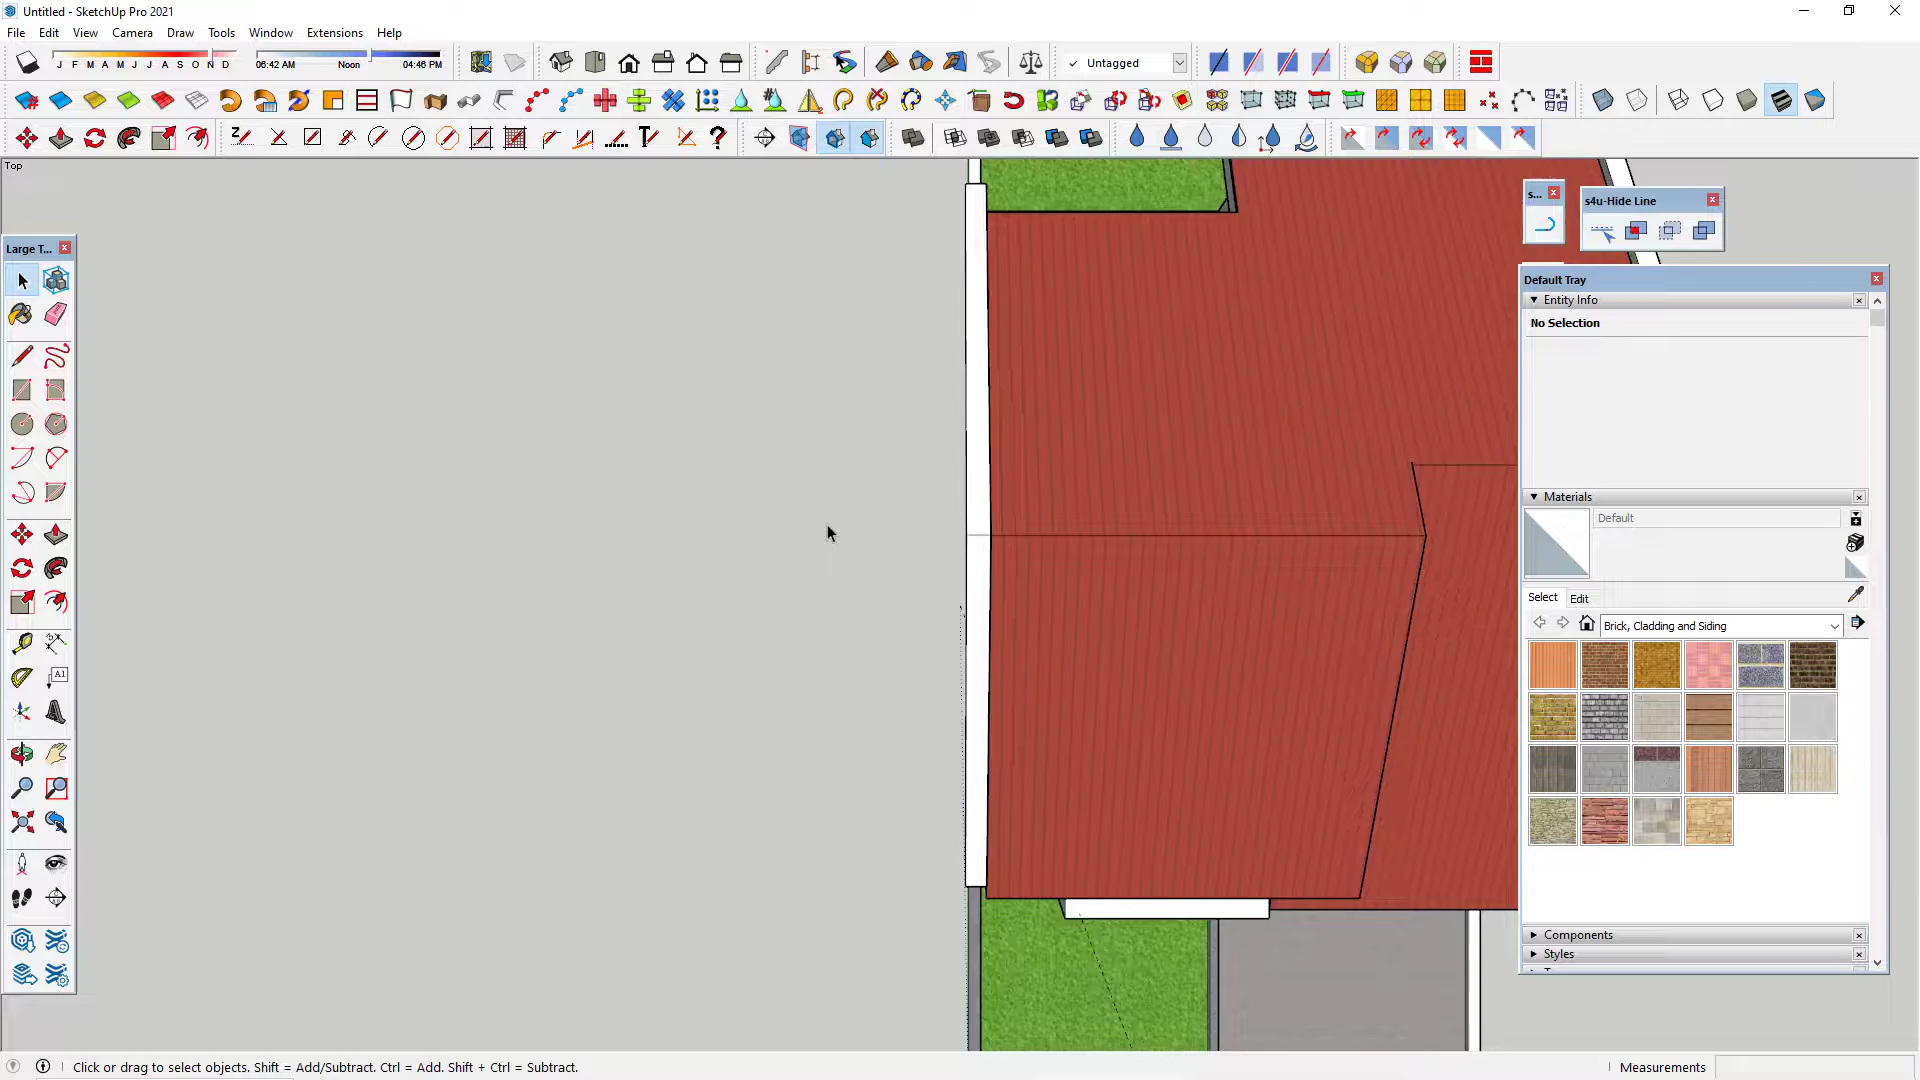 Untitled - SketchUp Pro 2021
File Edit View Camera Draw Tools Window Extensions Help
J F M A M J J A S O N D
06:42 AM Noon 04:46 PM
✓ Untagged
Top
s...
s4u-Hide Line
Large T...
Default Tray
Entity Info
No Selection
Materials
Default
Select Edit
Brick, Cladding and Siding
A1
Components
Styles
Click or drag to select objects. Shift = Add/Subtract. Ctrl = Add. Shift + Ctrl = Subtract.
Measurements